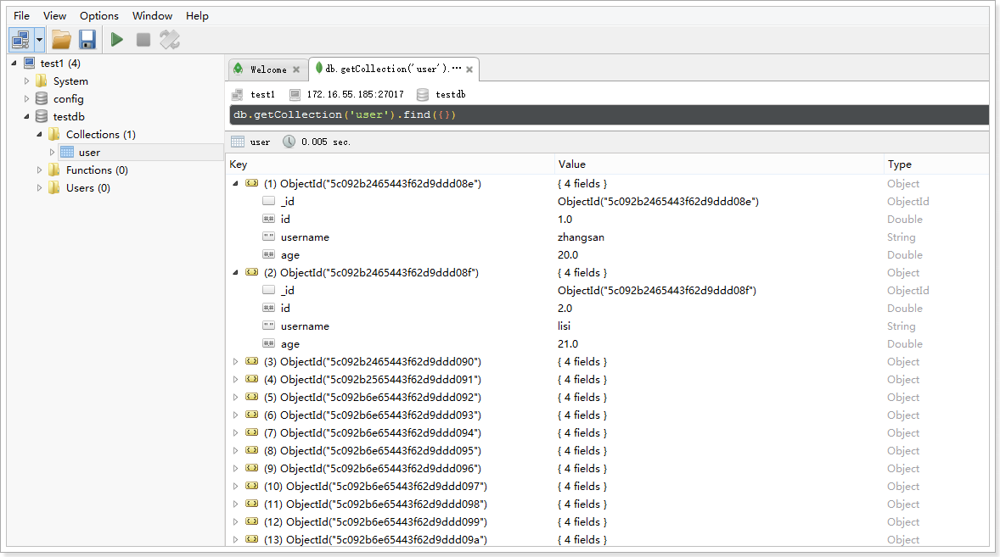 File View Options Window Help
test1 (4)
System
config
testdb
Collections (1)
user
Functions (0)
Users (0)
Welcome db.getCollection('user').···
test1 172.16.55.185:27017 testdb
db.getCollection('user').find({})
user 0.005 sec.
Key Value Type
(1) ObjectId("5c092b2465443f62d9ddd08e") { 4 fields } Object
_id ObjectId("5c092b2465443f62d9ddd08e") ObjectId
id 1.0 Double
username zhangsan String
age 20.0 Double
(2) ObjectId("5c092b2465443f62d9ddd08f") { 4 fields } Object
_id ObjectId("5c092b2465443f62d9ddd08f") ObjectId
id 2.0 Double
username lisi String
age 21.0 Double
(3) ObjectId("5c092b2465443f62d9ddd090") { 4 fields } Object
(4) ObjectId("5c092b2565443f62d9ddd091") { 4 fields } Object
(5) ObjectId("5c092b6e65443f62d9ddd092") { 4 fields } Object
(6) ObjectId("5c092b6e65443f62d9ddd093") { 4 fields } Object
(7) ObjectId("5c092b6e65443f62d9ddd094") { 4 fields } Object
(8) ObjectId("5c092b6e65443f62d9ddd095") { 4 fields } Object
(9) ObjectId("5c092b6e65443f62d9ddd096") { 4 fields } Object
(10) ObjectId("5c092b6e65443f62d9ddd097") { 4 fields } Object
(11) ObjectId("5c092b6e65443f62d9ddd098") { 4 fields } Object
(12) ObjectId("5c092b6e65443f62d9ddd099") { 4 fields } Object
(13) ObjectId("5c092b6e65443f62d9ddd09a") { 4 fields } Object